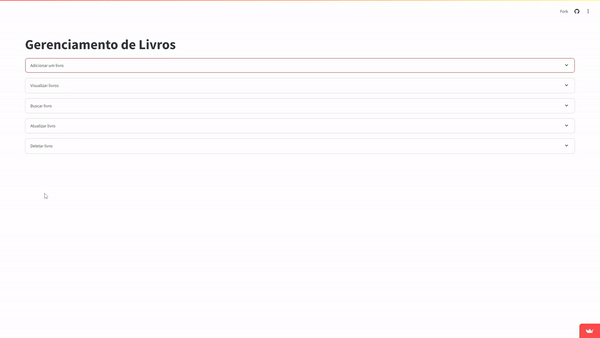 Fork
Gerenciamento de Livros
Adicionar um livro
Visualizar livros
Buscar livro
Atualizar livro
Deletar livro